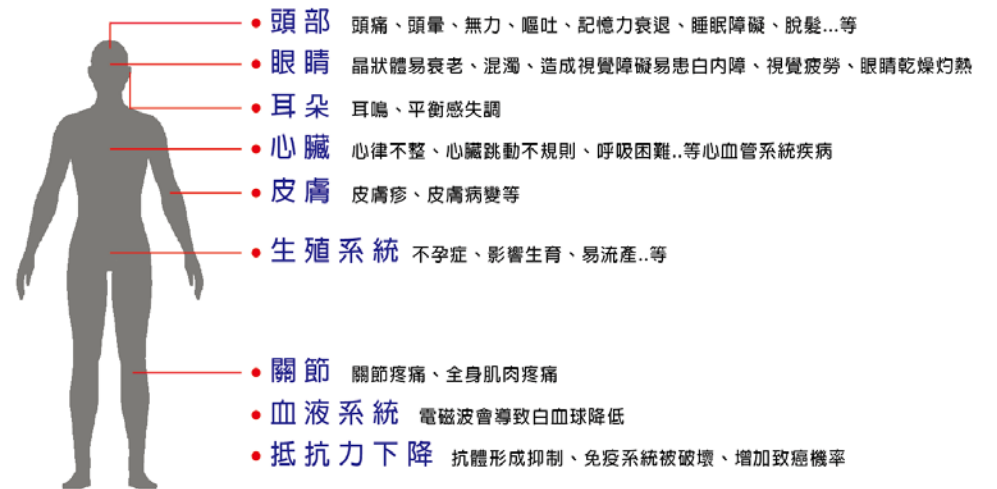 頭部 頭痛、頭暈、無力、嘔吐、記憶力衰退、睡眠障礙、脫髮...等
眼睛 晶狀體易衰老、混濁、造成視覺障礙易患白內障、視覺疲勞、眼睛乾燥灼熱
耳朵 耳鳴、平衡感失調
心臟 心律不整、心臟跳動不規則、呼吸困難..等心血管系統疾病
皮膚 皮膚疹、皮膚病變等
生殖系統 不孕症、影響生育、易流產..等
關節 關節疼痛、全身肌肉疼痛
血液系統 電磁波會導致白血球降低
抵抗力下降 抗體形成抑制、免疫系統被破壞、增加致癌機率